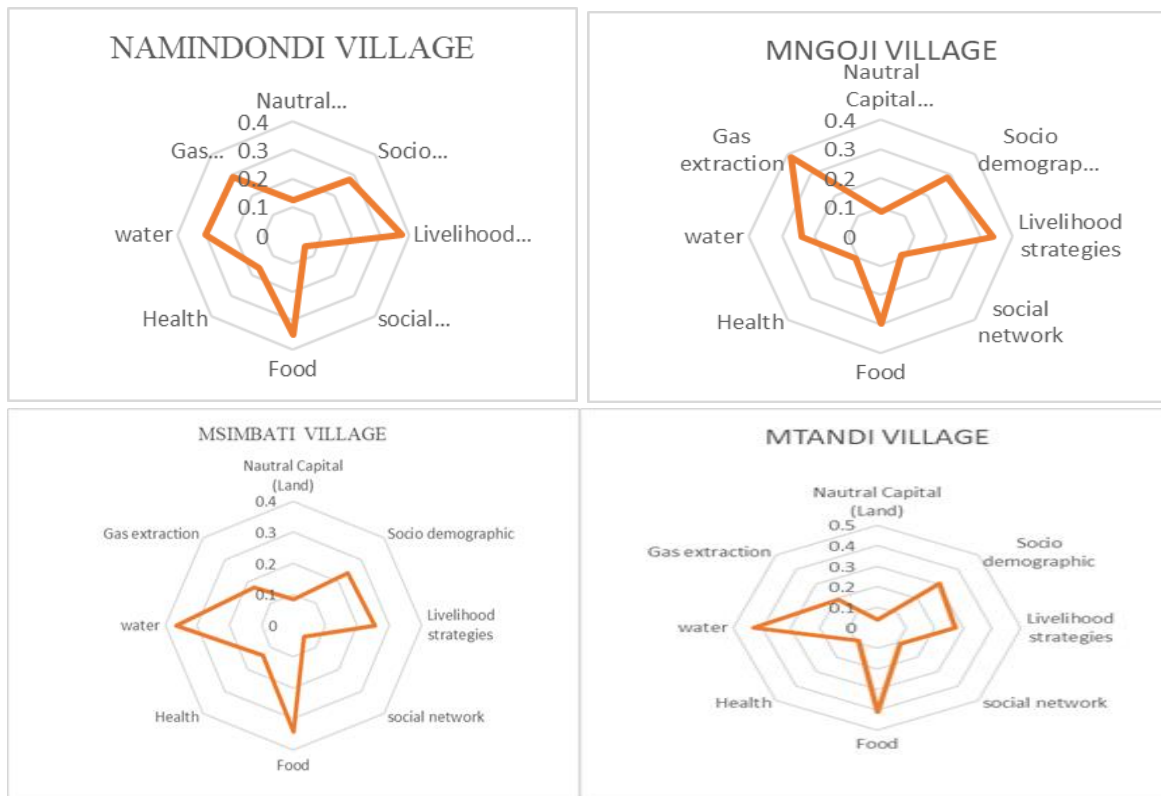 NAMINDONDI VILLAGE
Nautral...
0.4
Gas...
Socio...
0.3
0.2
0.1
water
0
Livelihood...
Health
social...
Food
MNGOJI VILLAGE
Nautral
Capital...
0.4
Gas
extraction
Socio
demograp...
0.3
0.2
0.1
water
0
Livelihood
strategies
Health
social
network
Food
MSIMBATI VILLAGE
Nautral Capital
(Land)
0.4
Gas extraction
Socio demographic
0.3
0.2
0.1
water
0
Livelihood
strategies
Health
social network
Food
MTANDI VILLAGE
Nautral Capital
(Land)
0.5
Gas extraction
Socio
demographic
0.4
0.3
0.2
0.1
water
0
Livelihood
strategies
Health
social network
Food